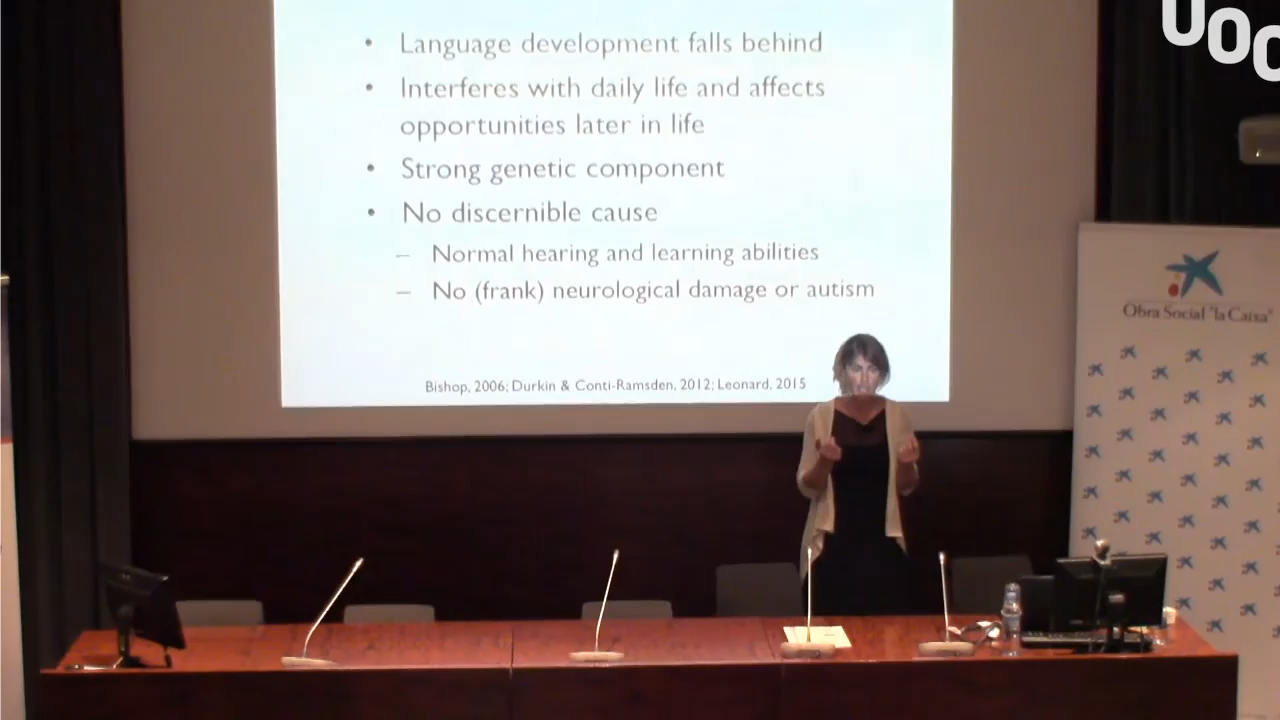 UOC
• Language development falls behind
• Interferes with daily life and affects
opportunities later in life
• Strong genetic component
• No discernible cause
– Normal hearing and learning abilities
– No (frank) neurological damage or autism
Bishop, 2006; Durkin & Conti-Ramsden, 2012; Leonard, 2015
Obra Social "la Caixa"